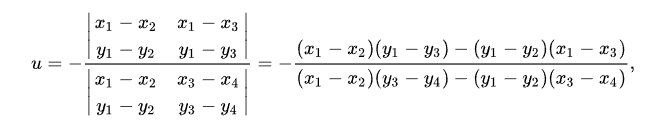 u = -\frac{\begin{vmatrix} x_1 - x_2 & x_1 - x_3 \\ y_1 - y_2 & y_1 - y_3 \end{vmatrix}}{\begin{vmatrix} x_1 - x_2 & x_3 - x_4 \\ y_1 - y_2 & y_3 - y_4 \end{vmatrix}} = -\frac{(x_1 - x_2)(y_1 - y_3) - (y_1 - y_2)(x_1 - x_3)}{(x_1 - x_2)(y_3 - y_4) - (y_1 - y_2)(x_3 - x_4)},